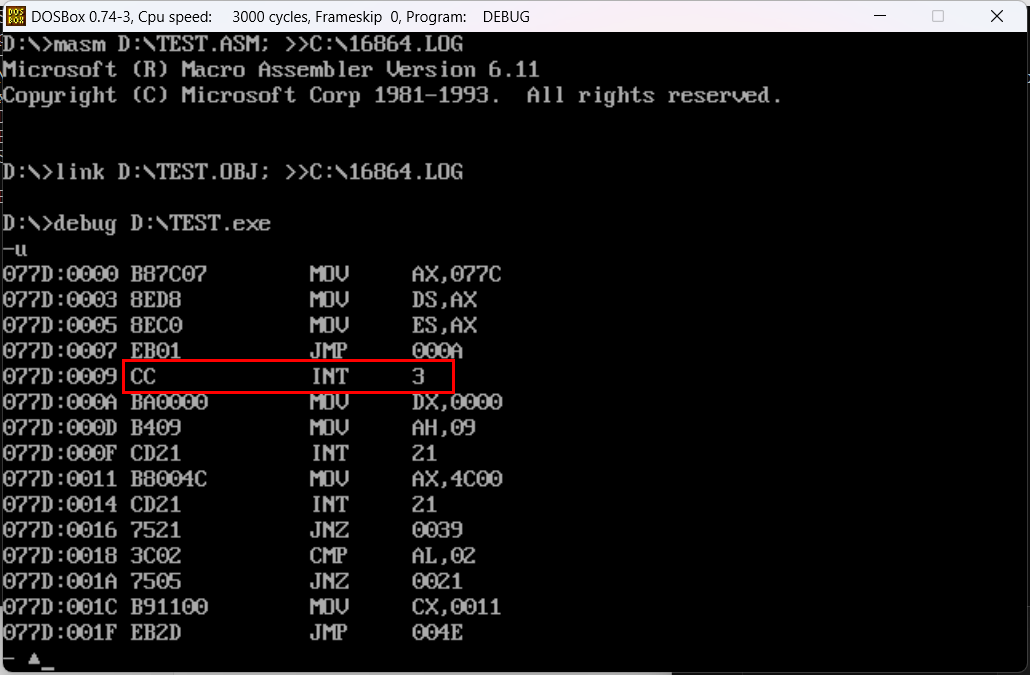 DOSBox 0.74-3, Cpu speed: 3000 cycles, Frameskip 0, Program: DEBUG
D:\>masm D:\TEST.ASM; >>C:\16864.LOG
Microsoft (R) Macro Assembler Version 6.11
Copyright (C) Microsoft Corp 1981-1993. All rights reserved.
D:\>link D:\TEST.OBJ; >>C:\16864.LOG
D:\>debug D:\TEST.exe
-u
077D:0000 B87C07 MOV AX,077C
077D:0003 8ED8 MOV DS,AX
077D:0005 8EC0 MOV ES,AX
077D:0007 EB01 JMP 000A
077D:0009 CC INT 3
077D:000A BA0000 MOV DX,0000
077D:000D B409 MOV AH,09
077D:000F CD21 INT 21
077D:0011 B8004C MOV AX,4C00
077D:0014 CD21 INT 21
077D:0016 7521 JNZ 0039
077D:0018 3C02 CMP AL,02
077D:001A 7505 JNZ 0021
077D:001C B91100 MOV CX,0011
077D:001F EB2D JMP 004E
- ▲_